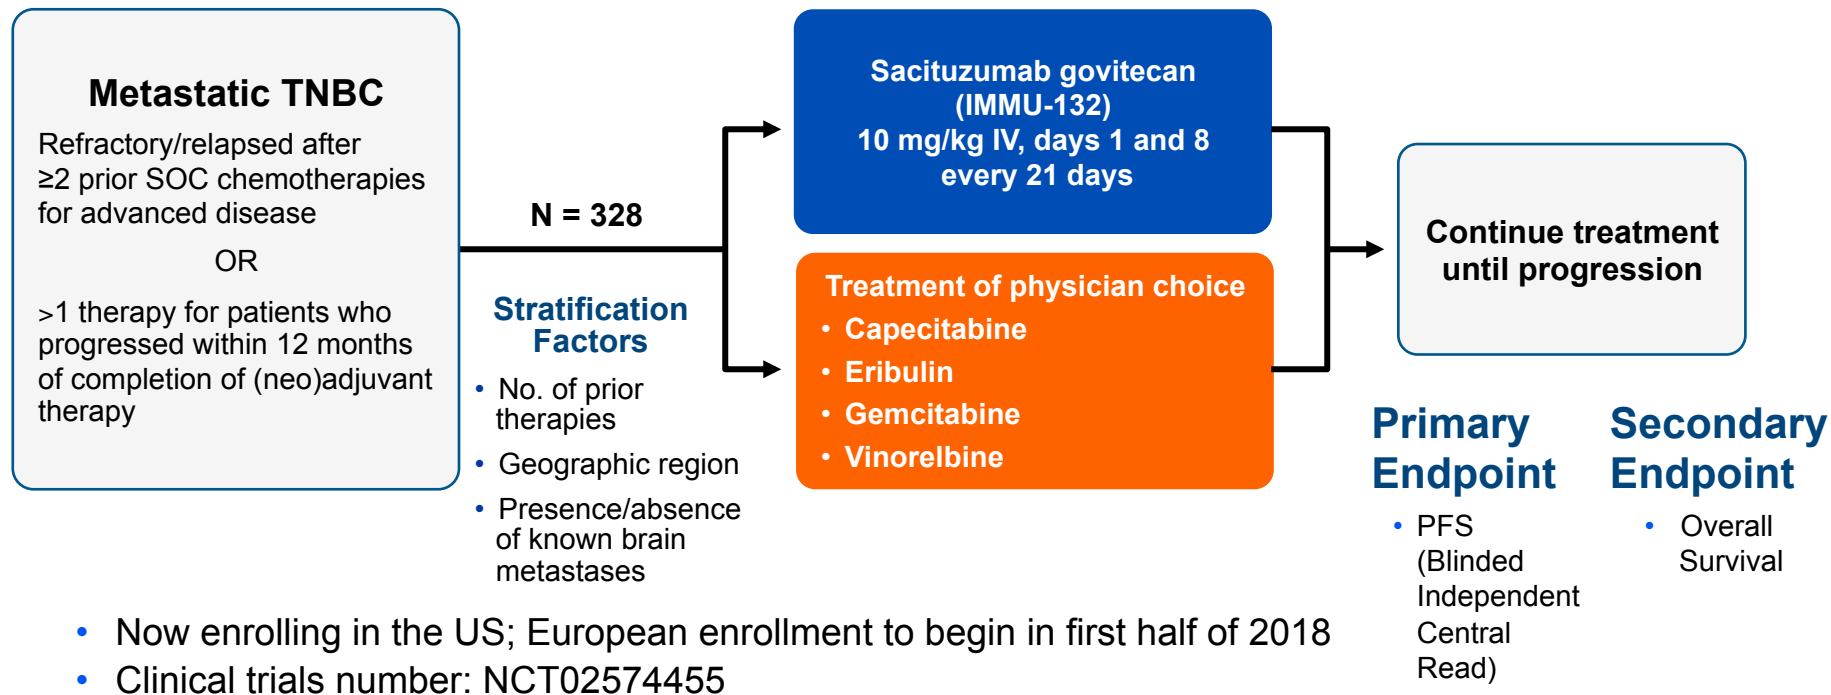 Metastatic TNBC
Refractory/relapsed after
≥2 prior SOC chemotherapies
for advanced disease
OR
>1 therapy for patients who
progressed within 12 months
of completion of (neo)adjuvant
therapy
N = 328
Stratification
Factors
• No. of prior
therapies
• Geographic region
• Presence/absence
of known brain
metastases
Sacituzumab govitecan
(IMMU-132)
10 mg/kg IV, days 1 and 8
every 21 days
Treatment of physician choice
• Capecitabine
• Eribulin
• Gemcitabine
• Vinorelbine
Continue treatment
until progression
Primary
Endpoint
• PFS
(Blinded
Independent
Central
Read)
Secondary
Endpoint
• Overall
Survival
• Now enrolling in the US; European enrollment to begin in first half of 2018
• Clinical trials number: NCT02574455